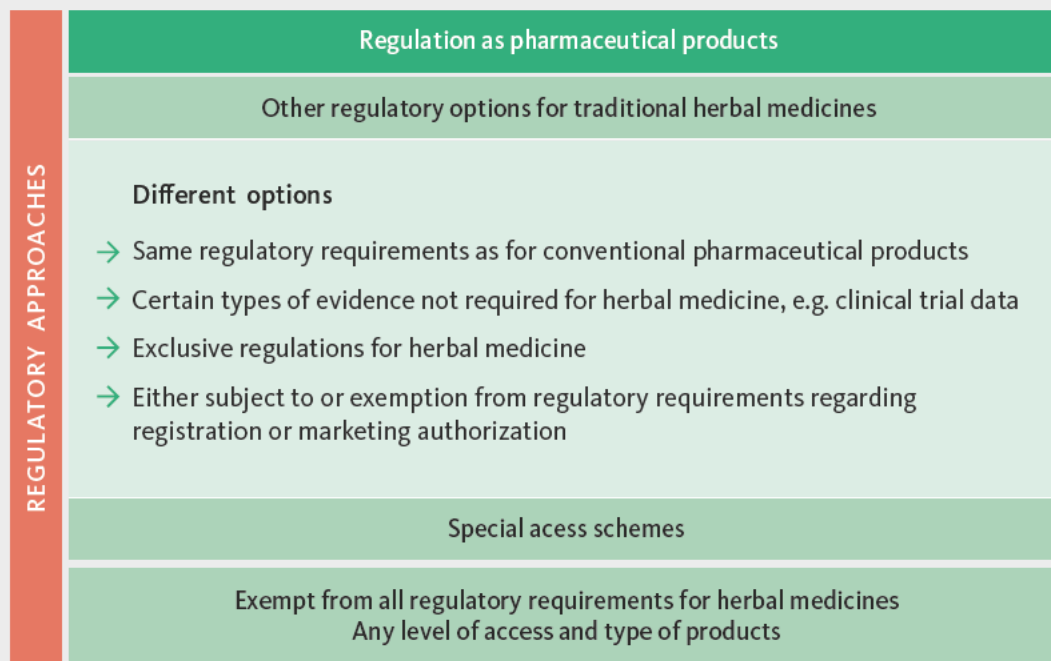 REGULATORY APPROACHES
Regulation as pharmaceutical products
Other regulatory options for traditional herbal medicines
Different options
→ Same regulatory requirements as for conventional pharmaceutical products
→ Certain types of evidence not required for herbal medicine, e.g. clinical trial data
→ Exclusive regulations for herbal medicine
→ Either subject to or exemption from regulatory requirements regarding
registration or marketing authorization
Special acess schemes
Exempt from all regulatory requirements for herbal medicines
Any level of access and type of products